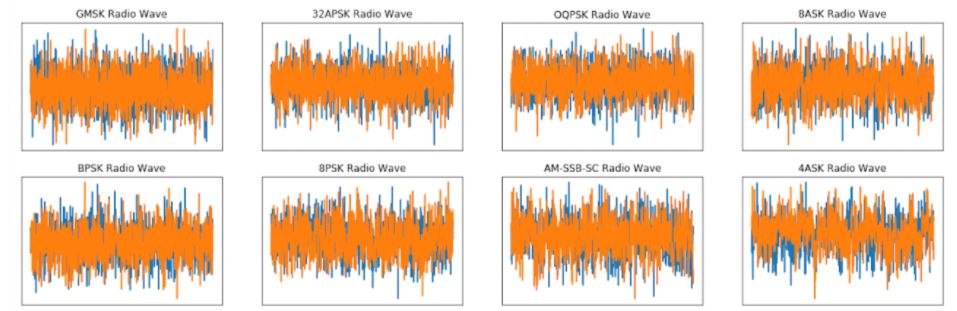 GMSK Radio Wave
32APSK Radio Wave
OQPSK Radio Wave
8ASK Radio Wave
BPSK Radio Wave
8PSK Radio Wave
AM-SSB-SC Radio Wave
4ASK Radio Wave